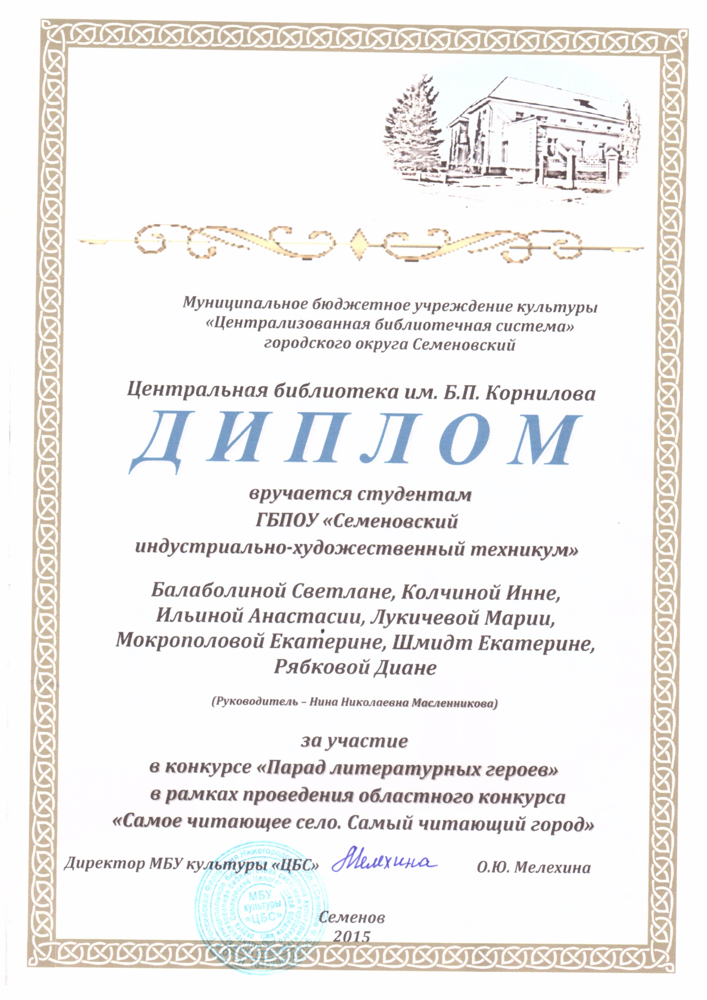 Муниципальное бюджетное учреждение культуры
«Централизованная библиотечная система»
городского округа Семеновский
Центральная библиотека им. Б.П. Корнилова
ДИПЛОМ
вручается студентам
ГБПОУ «Семеновский
индустриально-художественный техникум»
Балаболиной Светлане, Колчиной Инне,
Ильиной Анастасии, Лукичевой Марии,
Мокрополовой Екатерине, Шмидт Екатерине,
Рябковой Диане
(Руководитель – Нина Николаевна Масленникова)
за участие
в конкурсе «Парад литературных героев»
в рамках проведения областного конкурса
«Самое читающее село. Самый читающий город»
Директор МБУ культуры «ЦБС» Мелехина О.Ю. Мелехина
МБУ
культуры
«ЦБС»
Семенов
2015